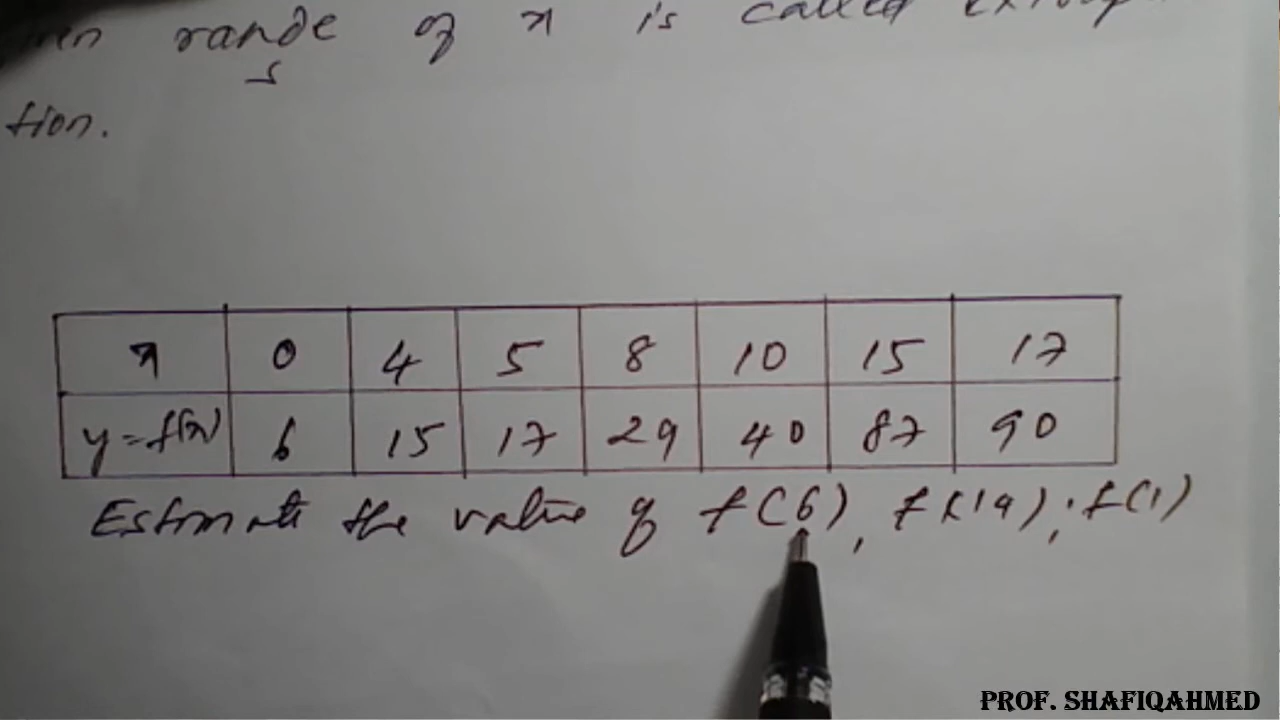 range of x is called
tion.
x 0 4 5 8 10 15 17
y=f(x) 6 15 17 29 40 87 90
Estimate the value of f(6), f(14), f(1)
PROF. SHAFIQAHMED